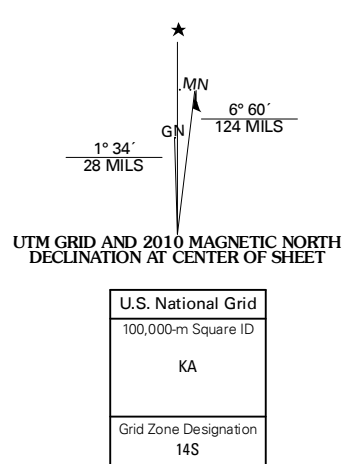 MN
GN
6° 60´
124 MILS
1° 34´
28 MILS
UTM GRID AND 2010 MAGNETIC NORTH
DECLINATION AT CENTER OF SHEET
U.S. National Grid
100,000-m Square ID
KA
Grid Zone Designation
14S